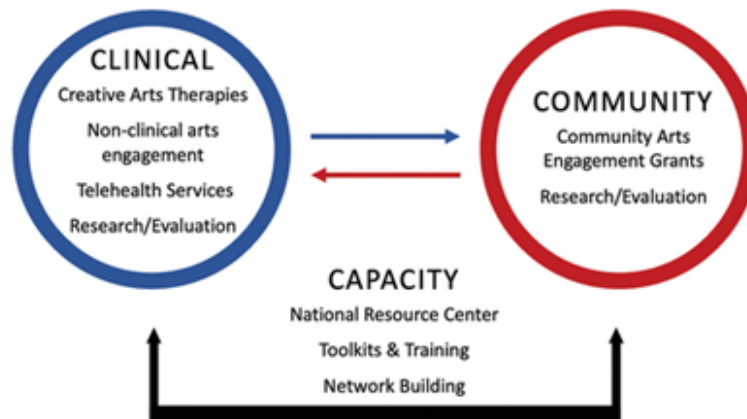 CLINICAL
Creative Arts Therapies
Non-clinical arts
engagement
Telehealth Services
Research/Evaluation
COMMUNITY
Community Arts
Engagement Grants
Research/Evaluation
CAPACITY
National Resource Center
Toolkits & Training
Network Building